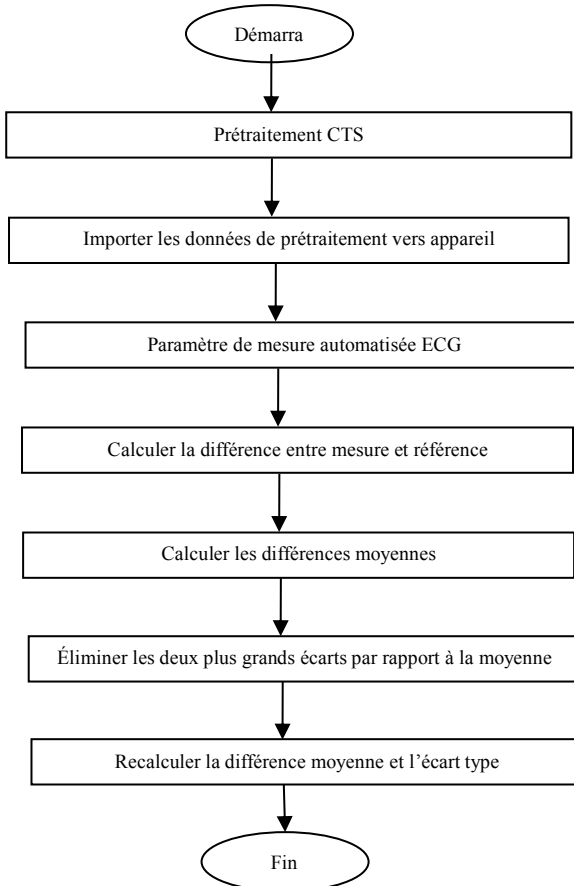 Démarra
Prétraitement CTS
Importer les données de prétraitement vers appareil
Paramètre de mesure automatisée ECG
Calculer la différence entre mesure et référence
Calculer les différences moyennes
Éliminer les deux plus grands écarts par rapport à la moyenne
Recalculer la différence moyenne et l’écart type
Fin